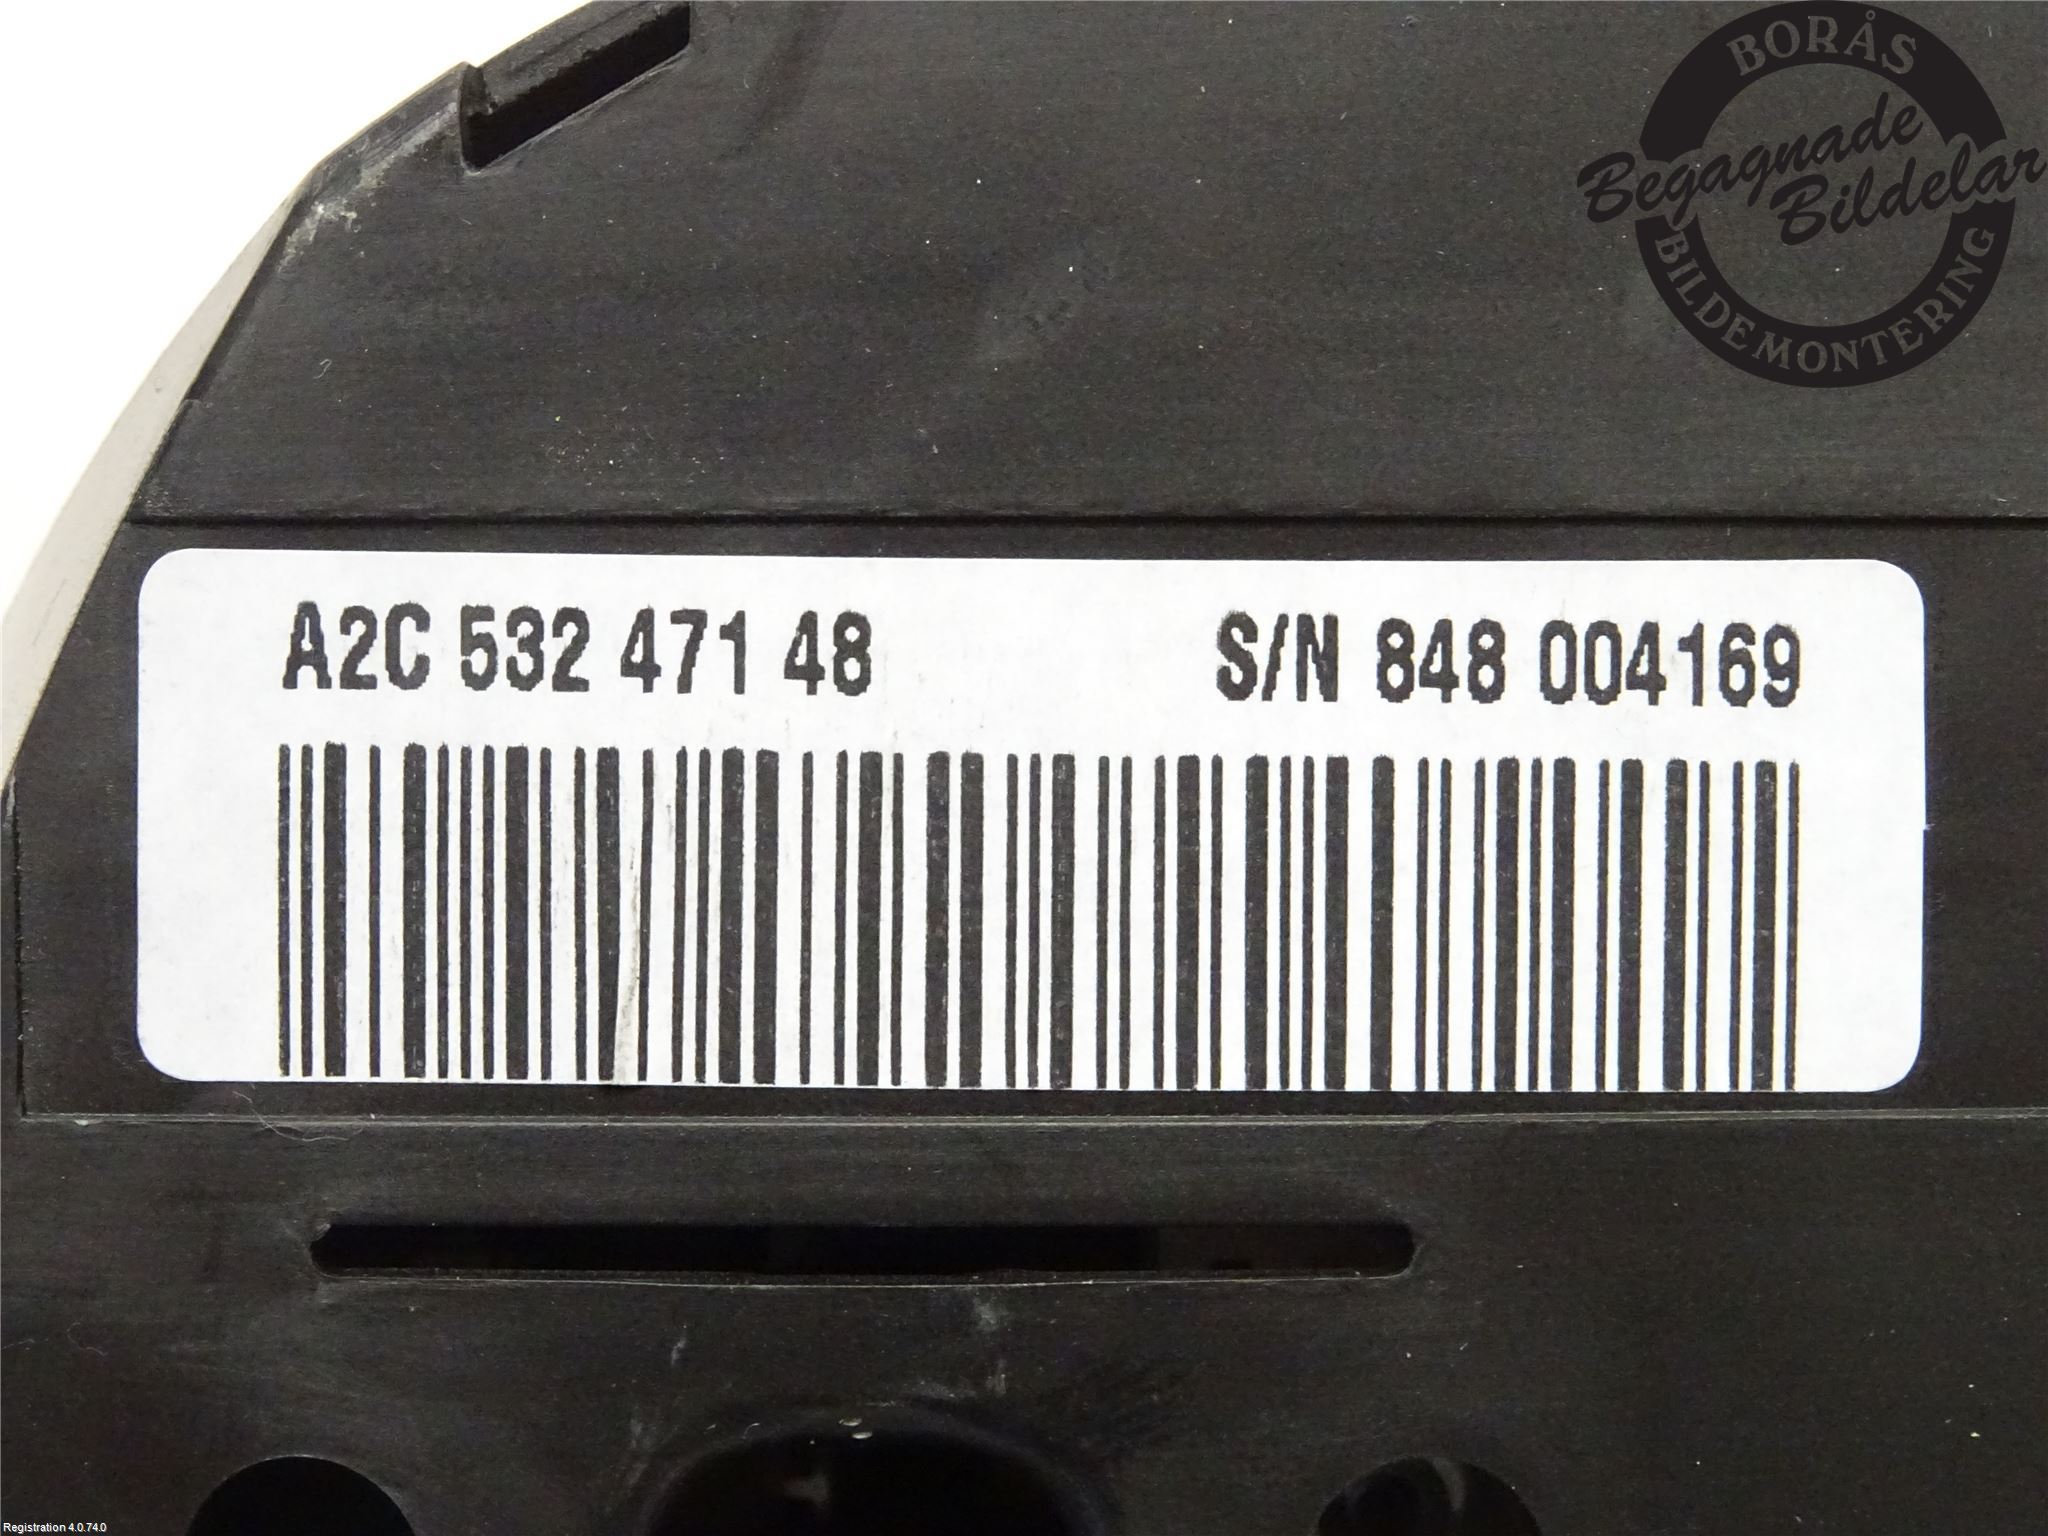 BORÅS
Begagnade
Bildelar
BILDEMONTERING
A2C 532 471 48 S/N 848 004169
Registration 4.0.74.0